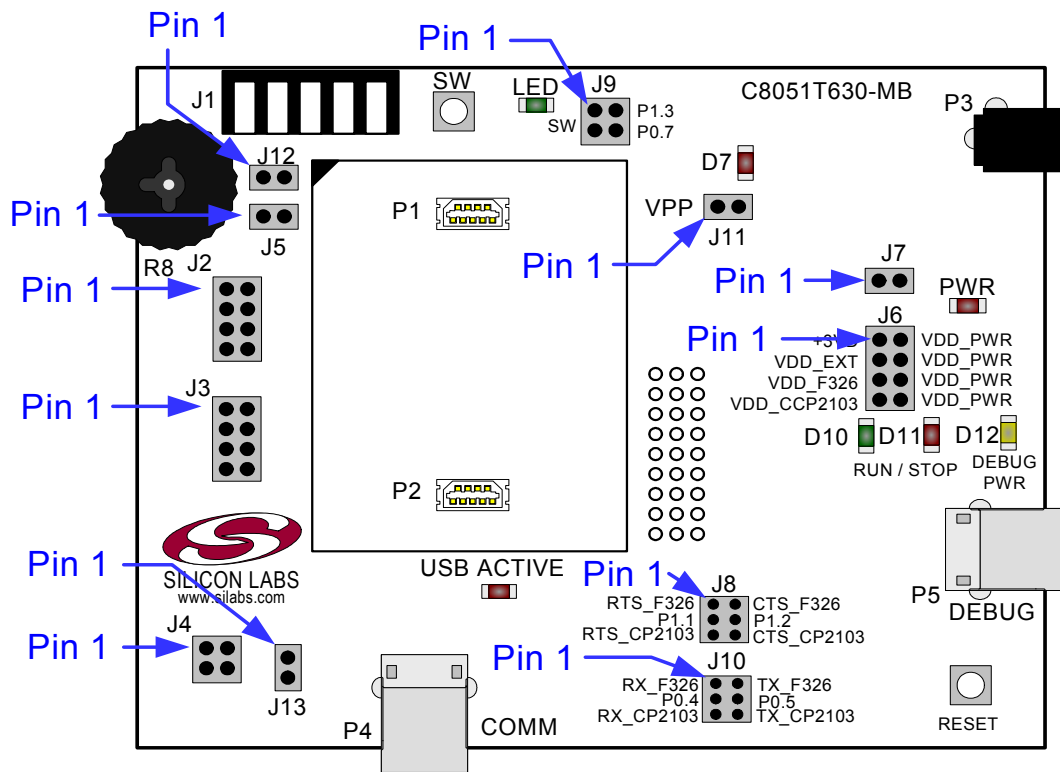 Pin 1
Pin 1
J1
SW
LED
J9
C8051T630-MB
P3
P1.3
SW
P0.7
J12
D7
Pin 1
P1
VPP
J5
J11
R8
J2
Pin 1
J7
Pin 1
Pin 1
PWR
J6
Pin 1
VDD_PWR
VDD_EXT
VDD_PWR
VDD_F326
VDD_PWR
VDD_CCP2103
VDD_PWR
J3
Pin 1
D10
D11
D12
RUN / STOP
DEBUG
PWR
P2
Pin 1
SILICON LABS
www.silabs.com
USB ACTIVE
Pin 1
J8
P5
DEBUG
RTS_F326
CTS_F326
P1.1
P1.2
RTS_CP2103
CTS_CP2103
J4
Pin 1
Pin 1
J10
RX_F326
TX_F326
P0.4
P0.5
RX_CP2103
TX_CP2103
J13
P4
COMM
RESET